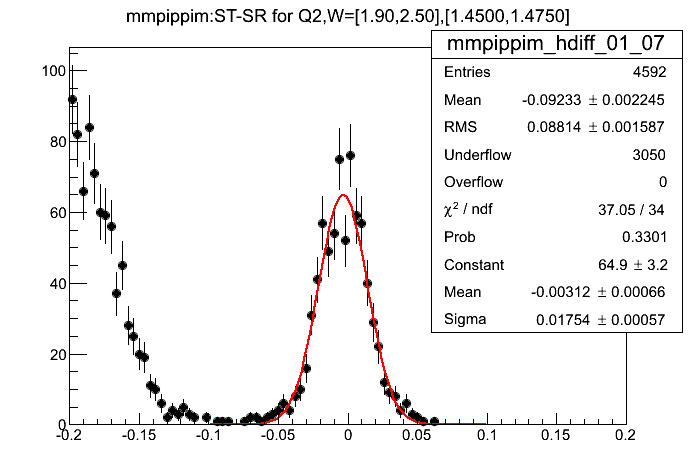 mmpippim:ST-SR for Q2,W=[1.90,2.50],[1.4500,1.4750]
mmpippim_hdiff_01_07
Entries 4592
Mean -0.09233 ± 0.002245
RMS 0.08814 ± 0.001587
Underflow 3050
Overflow 0
χ² / ndf 37.05 / 34
Prob 0.3301
Constant 64.9 ± 3.2
Mean -0.00312 ± 0.00066
Sigma 0.01754 ± 0.00057
100
80
60
40
20
0
-0.2 -0.15 -0.1 -0.05 0 0.05 0.1 0.15 0.2